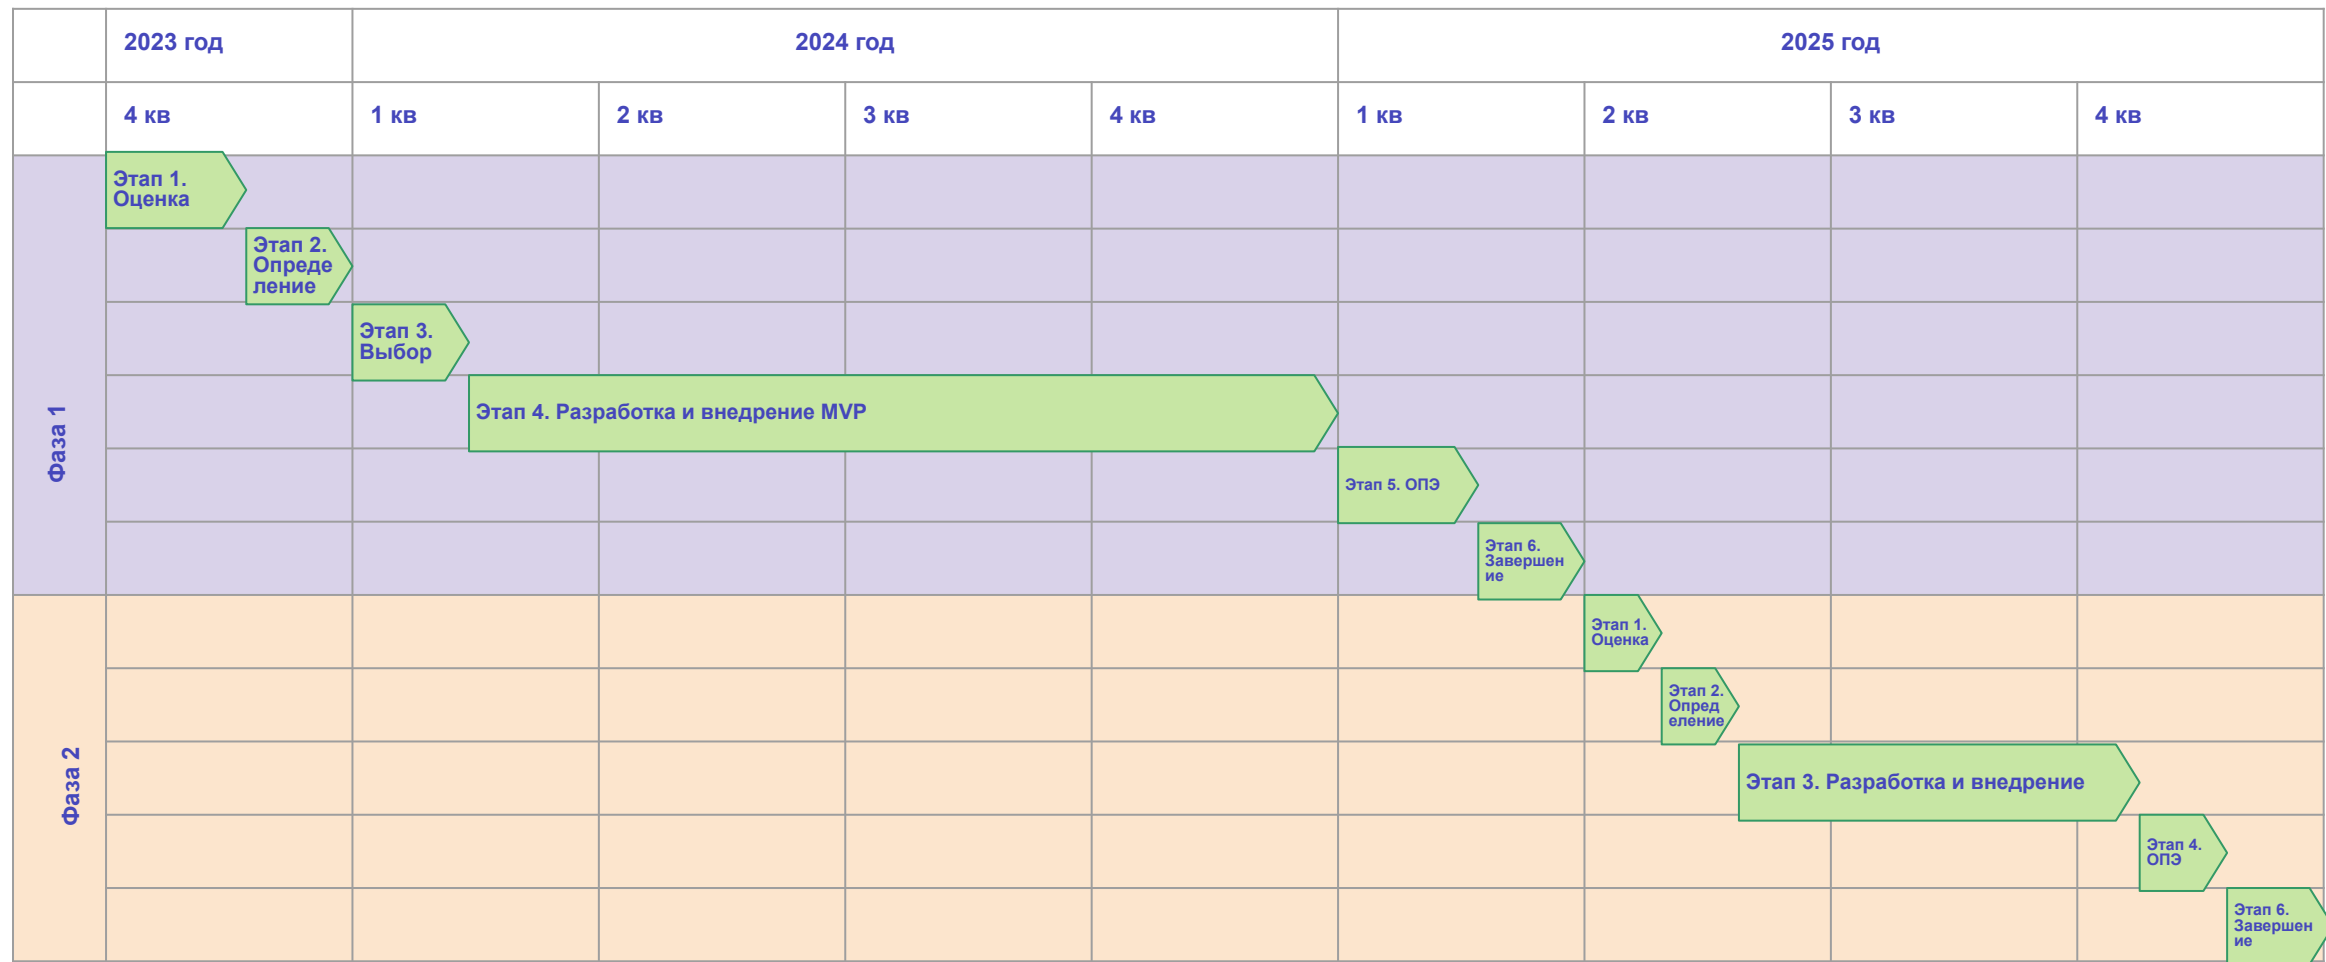 2023 год
2024 год
2025 год
4 кв
1 кв
2 кв
3 кв
4 кв
1 кв
2 кв
3 кв
4 кв
Фаза 1
Этап 1.
Оценка
Этап 2.
Опреде
ление
Этап 3.
Выбор
Этап 4. Разработка и внедрение MVP
Этап 5. ОПЭ
Этап 6.
Завершен
ие
Фаза 2
Этап 1.
Оценка
Этап 2.
Опред
еление
Этап 3. Разработка и внедрение
Этап 4.
ОПЭ
Этап 6.
Завершен
ие